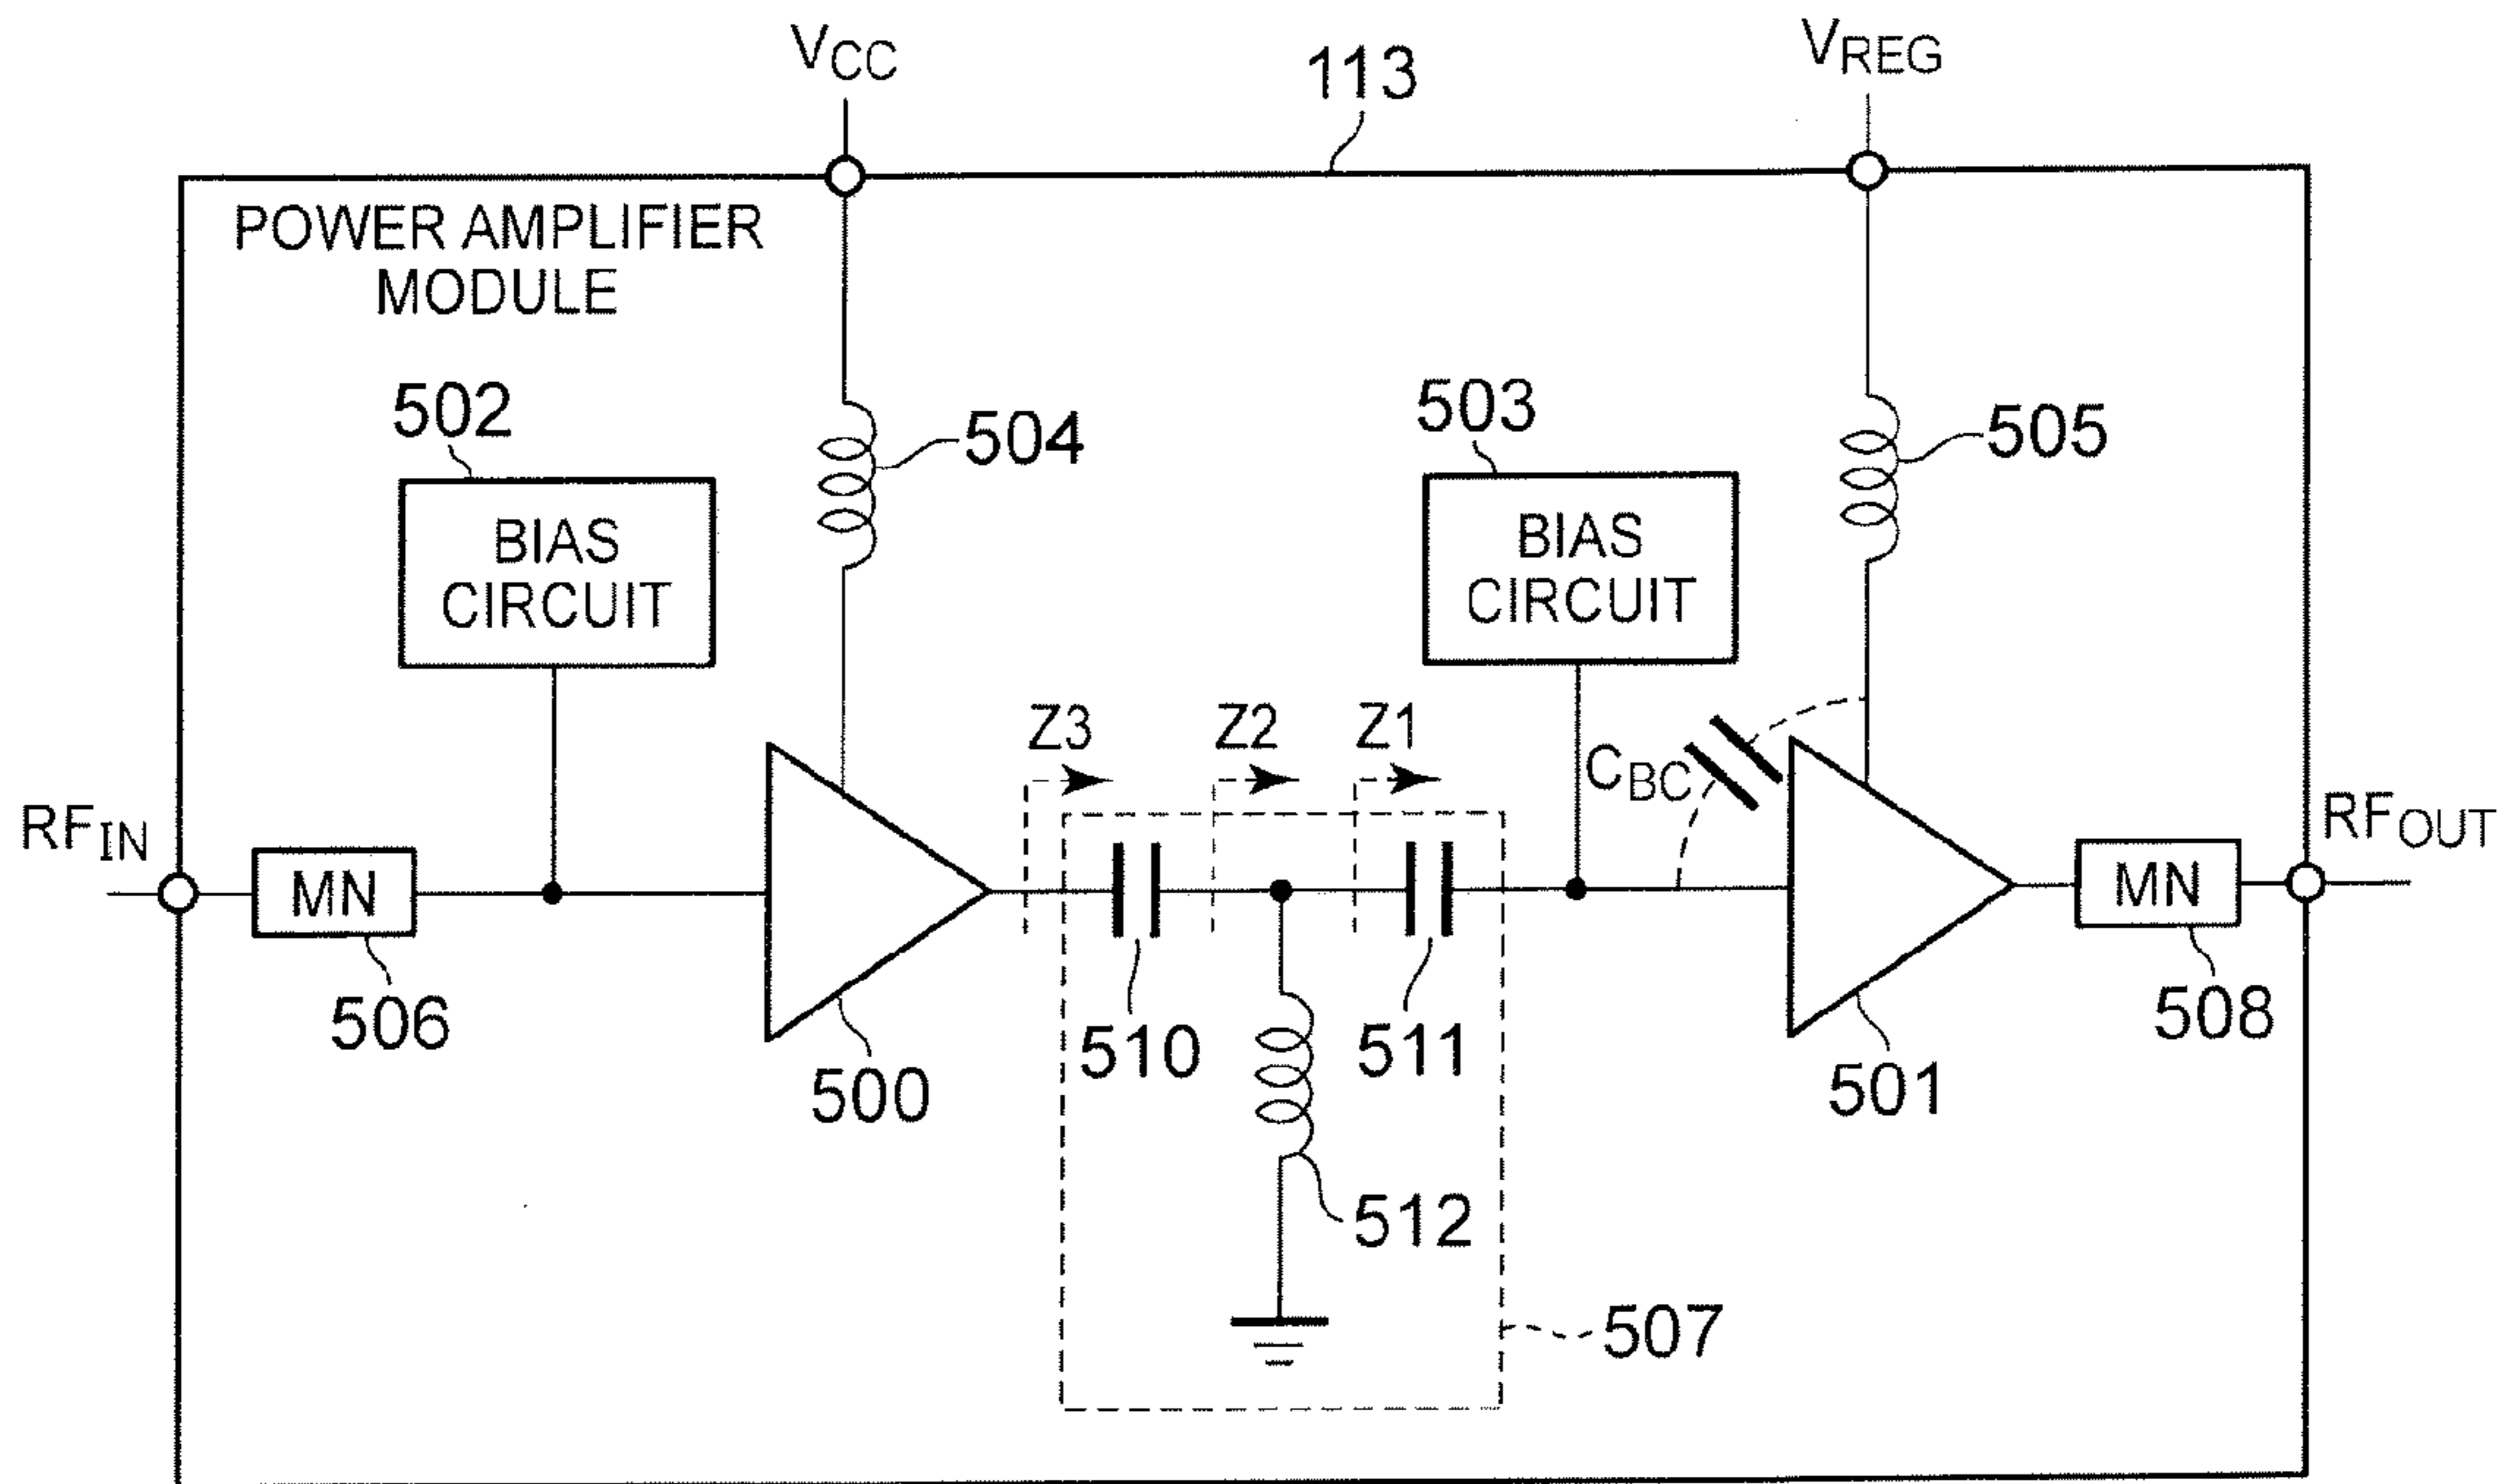 VCC
113
VREG
POWER AMPLIFIER
MODULE
502
504
503
505
BIAS
CIRCUIT
BIAS
CIRCUIT
Z3
Z2
Z1
CBC
RFIN
MN
RFOUT
MN
506
500
510
511
501
508
512
507